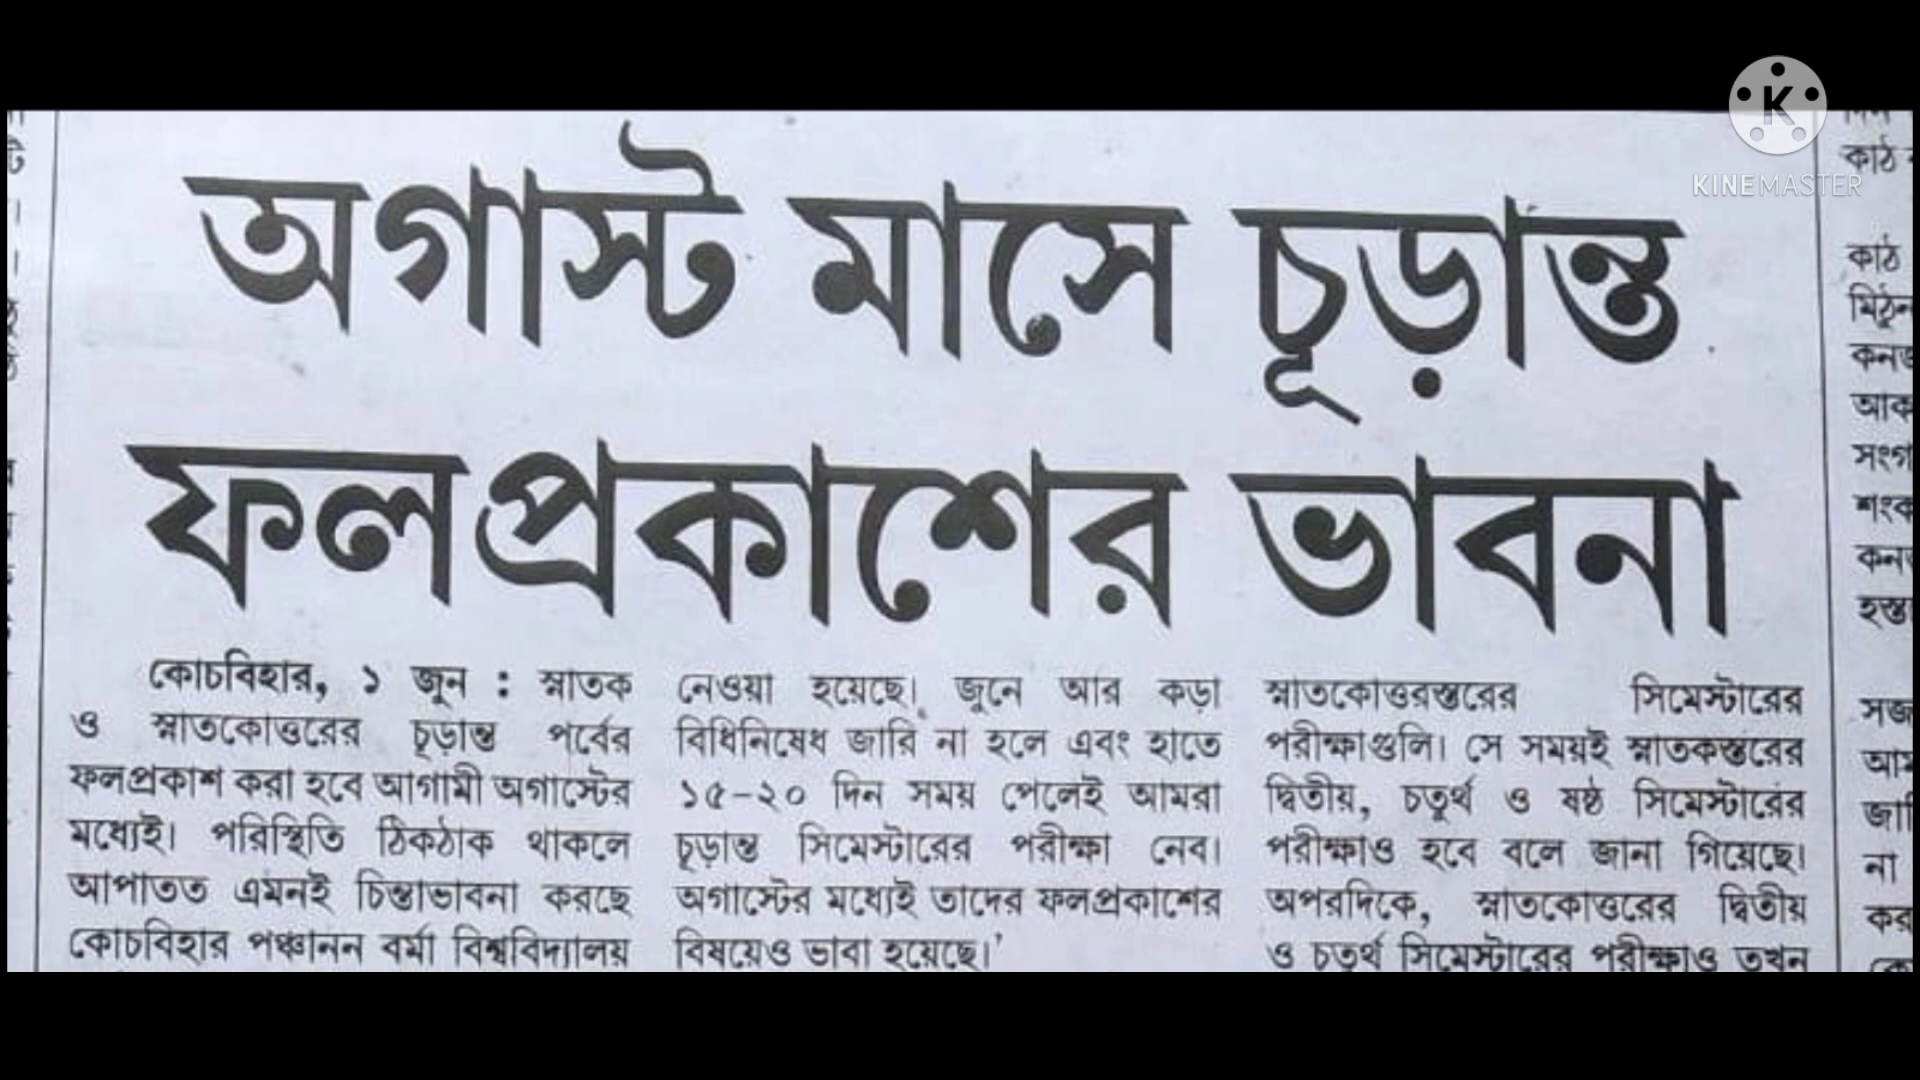 অগাস্ট মাসে চূড়ান্ত
ফলপ্রকাশের ভাবনা
কোচবিহার, ১ জুন : স্নাতক
ও স্নাতকোত্তরের চূড়ান্ত পর্বের
ফলপ্রকাশ করা হবে আগামী অগাস্টের
মধ্যেই। পরিস্থিতি ঠিকঠাক থাকলে
আপাতত এমনই চিন্তাভাবনা করছে
কোচবিহার পঞ্চানন বর্মা বিশ্ববিদ্যালয়
নেওয়া হয়েছে। জুনে আর কড়া
বিধিনিষেধ জারি না হলে এবং হাতে
১৫-২০ দিন সময় পেলেই আমরা
চূড়ান্ত সিমেস্টারের পরীক্ষা নেব।
অগাস্টের মধ্যেই তাদের ফলপ্রকাশের
বিষয়েও ভাবা হয়েছে।'
স্নাতকোত্তরস্তরের সিমেস্টারের
পরীক্ষাগুলি। সে সময়ই স্নাতকস্তরের
দ্বিতীয়, চতুর্থ ও ষষ্ঠ সিমেস্টারের
পরীক্ষাও হবে বলে জানা গিয়েছে।
অপরদিকে, স্নাতকোত্তরের দ্বিতীয়
ও চতুর্থ সিমেস্টারের পরীক্ষাও তখন
কাঠ
কাঠ
সংগ
না
কর
K
KINEMASTER